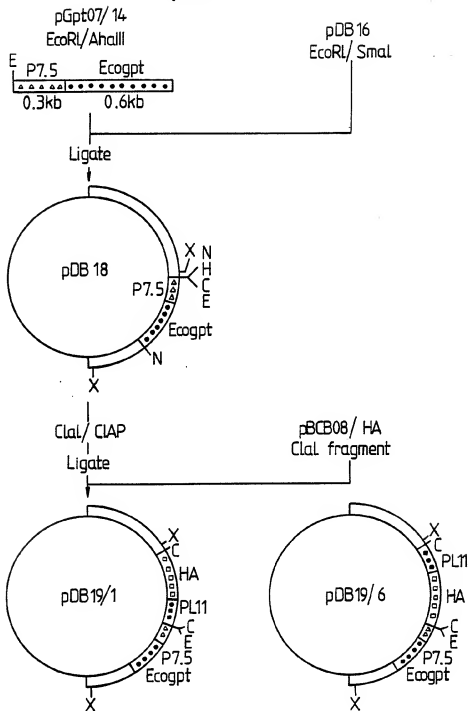 pGpt07/14
EcoRI/AhaIII
pDB16
EcoRI/SmaI
E
P7.5
Ecogpt
0.3kb
0.6kb
Ligate
pDB18
X
N
H
C
E
P7.5
Ecogpt
N
X
ClaI/CIAP
Ligate
pBCB08/HA
ClaI fragment
pDB19/1
X
C
HA
PL11
C
E
P7.5
Ecogpt
X
pDB19/6
X
C
PL11
HA
C
E
P7.5
Ecogpt
X